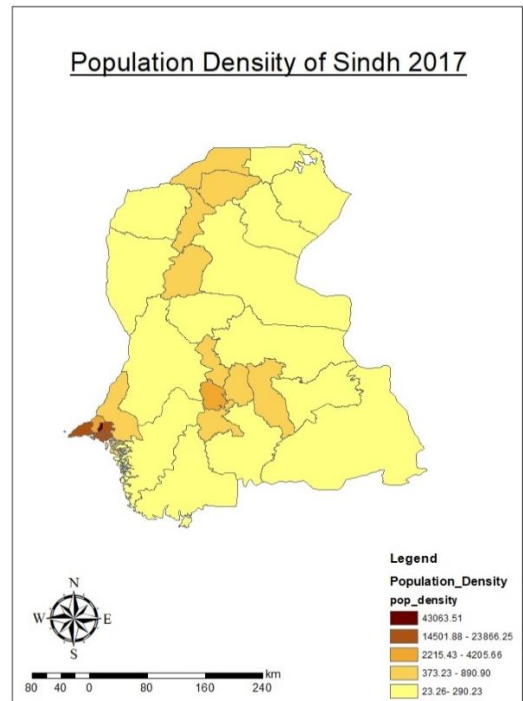 Population Densiity of Sindh 2017
Legend
Population_Density
pop_density
43063.51
14501.88 - 23866.25
2215.43 - 4205.66
373.23 - 890.90
23.26- 290.23
N
W
E
S
km
80 40 0 80 160 240